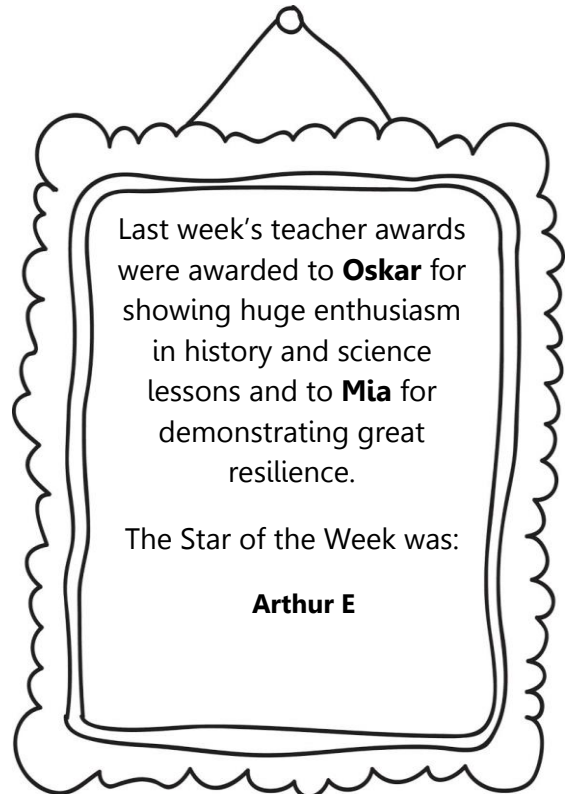 Last week’s teacher awards
were awarded to Oskar for
showing huge enthusiasm
in history and science
lessons and to Mia for
demonstrating great
resilience.
The Star of the Week was:
Arthur E